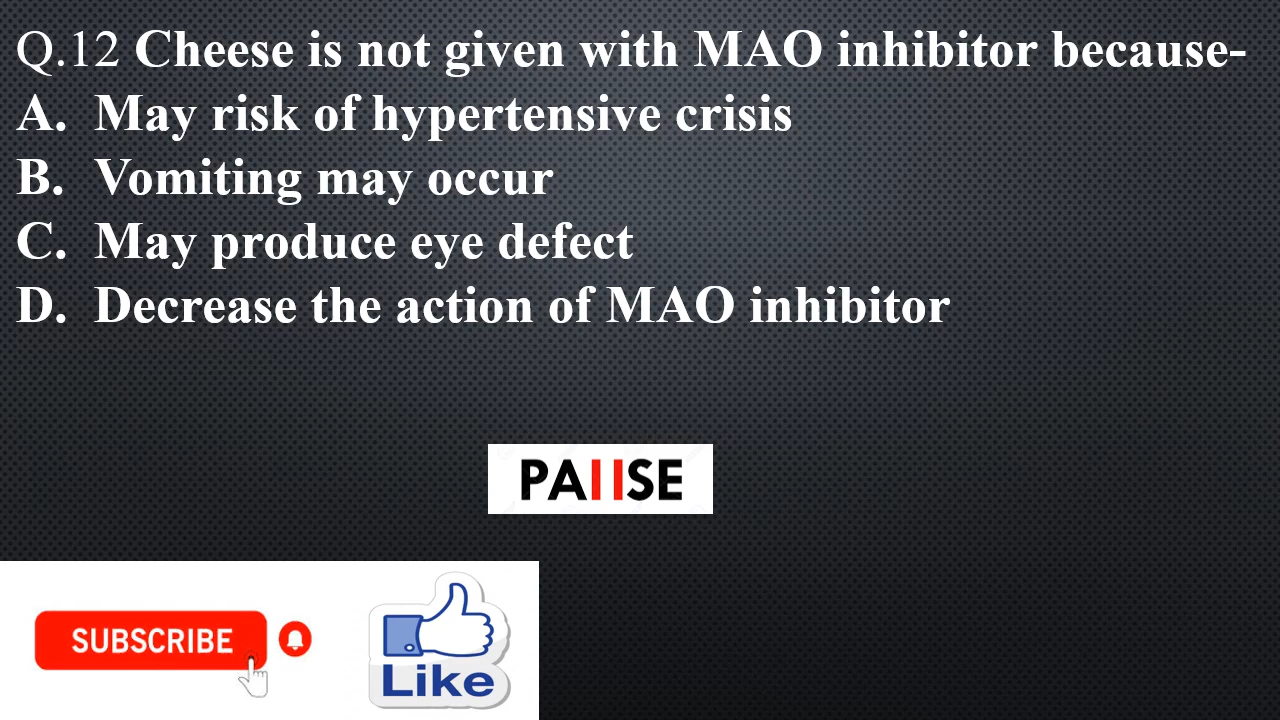 Q.12 Cheese is not given with MAO inhibitor because-
A. May risk of hypertensive crisis
B. Vomiting may occur
C. May produce eye defect
D. Decrease the action of MAO inhibitor
PAUSE
SUBSCRIBE
Like